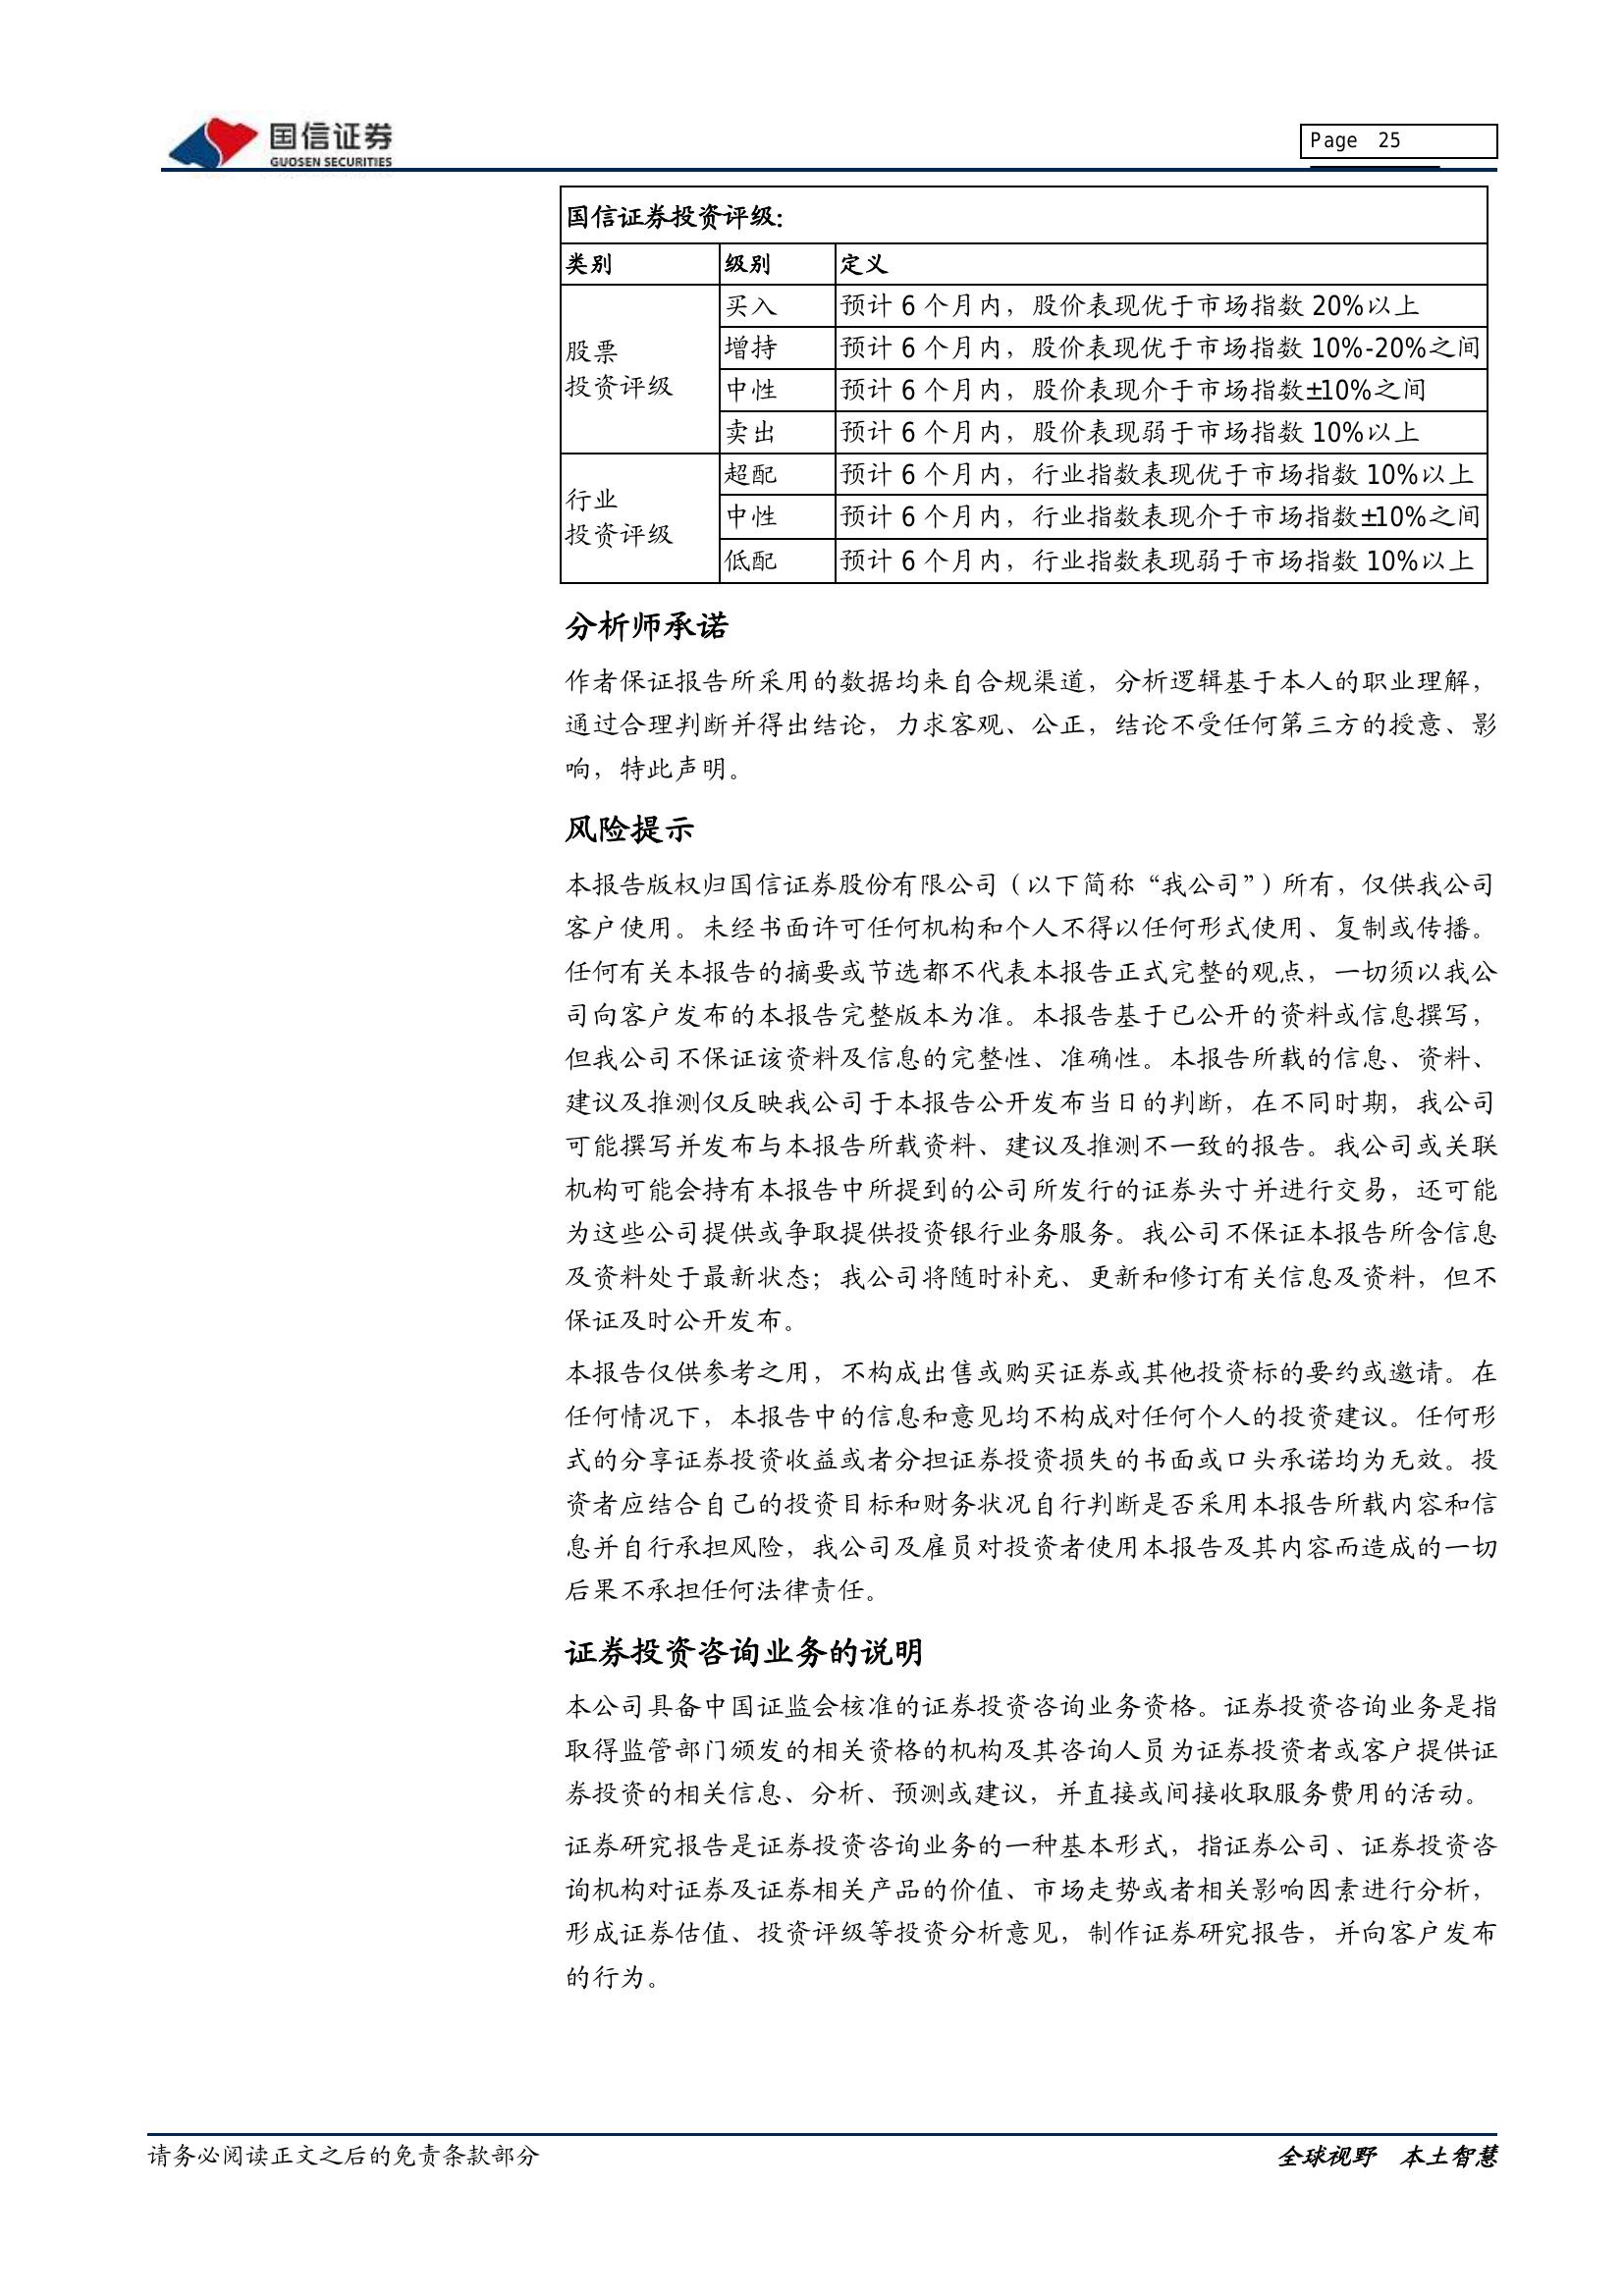 国信证券
GUOSEN SECURITIES
Page 25
国信证券投资评级：
类别 级别 定义
股票
投资评级
买入 预计 6 个月内，股价表现优于市场指数 20%以上
增持 预计 6 个月内，股价表现优于市场指数 10%-20%之间
中性 预计 6 个月内，股价表现介于市场指数±10%之间
卖出 预计 6 个月内，股价表现弱于市场指数 10%以上
行业
投资评级
超配 预计 6 个月内，行业指数表现优于市场指数 10%以上
中性 预计 6 个月内，行业指数表现介于市场指数±10%之间
低配 预计 6 个月内，行业指数表现弱于市场指数 10%以上
分析师承诺
作者保证报告所采用的数据均来自合规渠道，分析逻辑基于本人的职业理解，
通过合理判断并得出结论，力求客观、公正，结论不受任何第三方的授意、影
响，特此声明。
风险提示
本报告版权归国信证券股份有限公司（以下简称“我公司”）所有，仅供我公司
客户使用。未经书面许可任何机构和个人不得以任何形式使用、复制或传播。
任何有关本报告的摘要或节选都不代表本报告正式完整的观点，一切须以我公
司向客户发布的本报告完整版本为准。本报告基于已公开的资料或信息撰写，
但我公司不保证该资料及信息的完整性、准确性。本报告所载的信息、资料、
建议及推测仅反映我公司于本报告公开发布当日的判断，在不同时期，我公司
可能撰写并发布与本报告所载资料、建议及推测不一致的报告。我公司或关联
机构可能会持有本报告中所提到的公司所发行的证券头寸并进行交易，还可能
为这些公司提供或争取提供投资银行业务服务。我公司不保证本报告所含信息
及资料处于最新状态；我公司将随时补充、更新和修订有关信息及资料，但不
保证及时公开发布。
本报告仅供参考之用，不构成出售或购买证券或其他投资标的要约或邀请。在
任何情况下，本报告中的信息和意见均不构成对任何个人的投资建议。任何形
式的分享证券投资收益或者分担证券投资损失的书面或口头承诺均为无效。投
资者应结合自己的投资目标和财务状况自行判断是否采用本报告所载内容和信
息并自行承担风险，我公司及雇员对投资者使用本报告及其内容而造成的一切
后果不承担任何法律责任。
证券投资咨询业务的说明
本公司具备中国证监会核准的证券投资咨询业务资格。证券投资咨询业务是指
取得监管部门颁发的相关资格的机构及其咨询人员为证券投资者或客户提供证
券投资的相关信息、分析、预测或建议，并直接或间接收取服务费用的活动。
证券研究报告是证券投资咨询业务的一种基本形式，指证券公司、证券投资咨
询机构对证券及证券相关产品的价值、市场走势或者相关影响因素进行分析，
形成证券估值、投资评级等投资分析意见，制作证券研究报告，并向客户发布
的行为。
请务必阅读正文之后的免责条款部分
全球视野 本土智慧